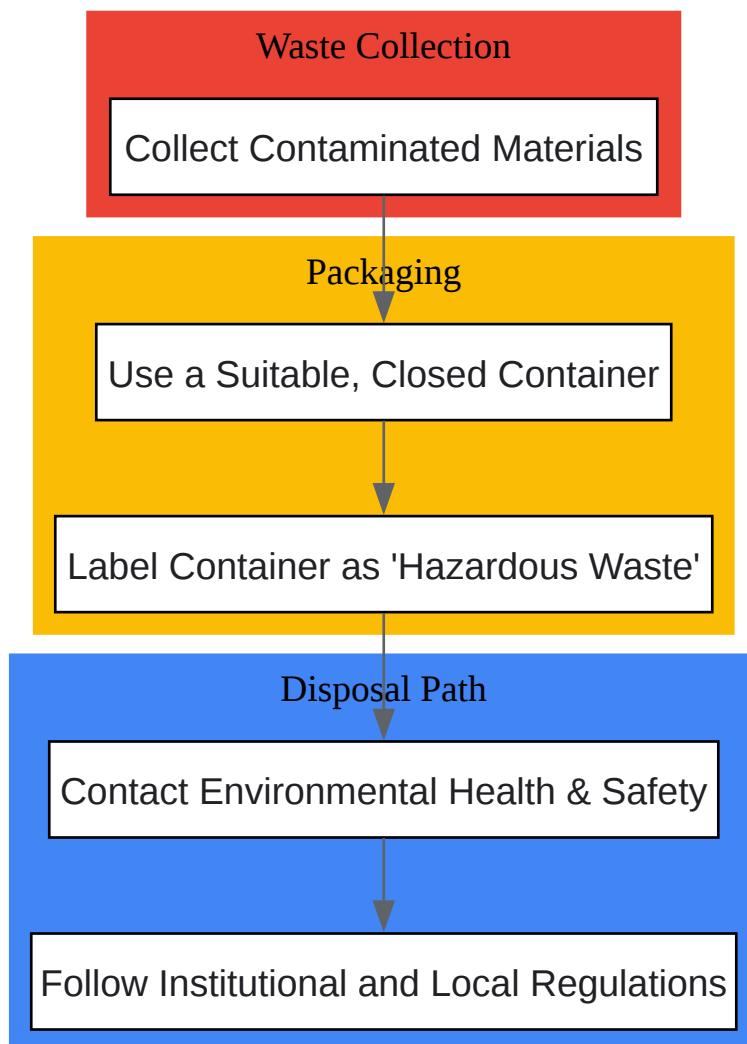 Waste Collection
Collect Contaminated Materials
Packaging
Use a Suitable, Closed Container
Label Container as 'Hazardous Waste'
Disposal Path
Contact Environmental Health & Safety
Follow Institutional and Local Regulations